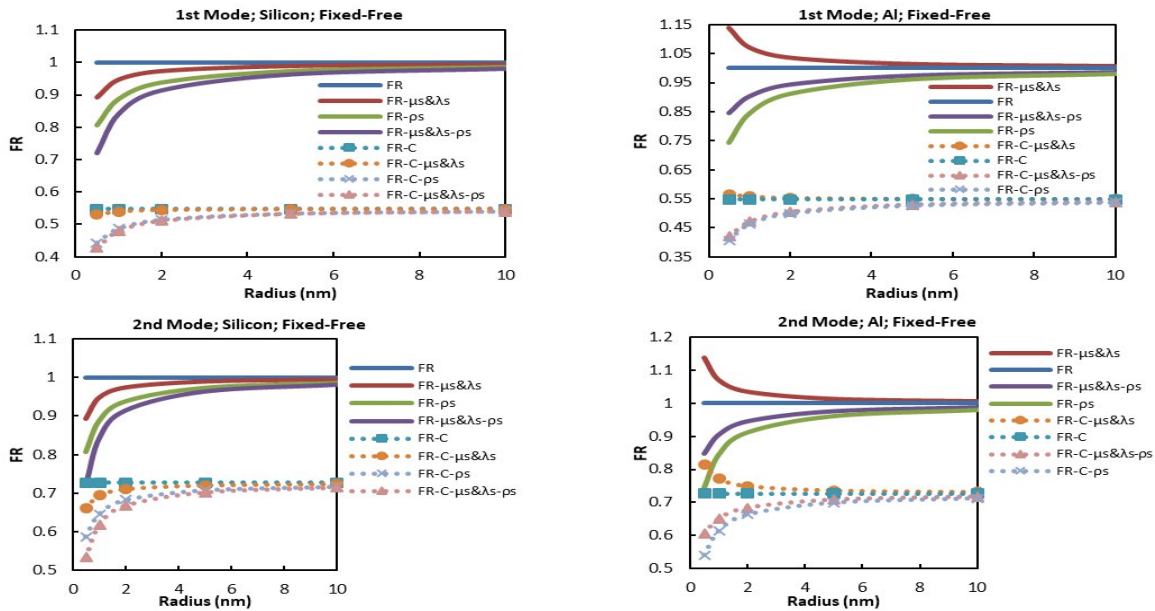 1st Mode; Silicon; Fixed-Free
1.1
1
0.9
0.8
0.7
0.6
0.5
0.4
FR
0
2
4
6
8
10
Radius (nm)
FR
FR-μs&λs
FR-ρs
FR-μs&λs-ρs
FR-C
FR-C-μs&λs
FR-C-ρs
FR-C-μs&λs-ρs
1st Mode; Al; Fixed-Free
1.15
1.05
0.95
0.85
0.75
0.65
0.55
0.45
0.35
FR
0
2
4
6
8
10
Radius (nm)
FR-μs&λs
FR
FR-μs&λs-ρs
FR-ρs
FR-C-μs&λs
FR-C
FR-C-μs&λs-ρs
FR-C-ρs
2nd Mode; Silicon; Fixed-Free
1.1
1
0.9
0.8
0.7
0.6
0.5
FR
0
2
4
6
8
10
Radius (nm)
FR
FR-μs&λs
FR-ρs
FR-μs&λs-ρs
FR-C
FR-C-μs&λs
FR-C-ρs
FR-C-μs&λs-ρs
2nd Mode; Al; Fixed-Free
1.2
1.1
1
0.9
0.8
0.7
0.6
0.5
FR
0
2
4
6
8
10
Radius (nm)
FR-μs&λs
FR
FR-μs&λs-ρs
FR-ρs
FR-C-μs&λs
FR-C
FR-C-μs&λs-ρs
FR-C-ρs